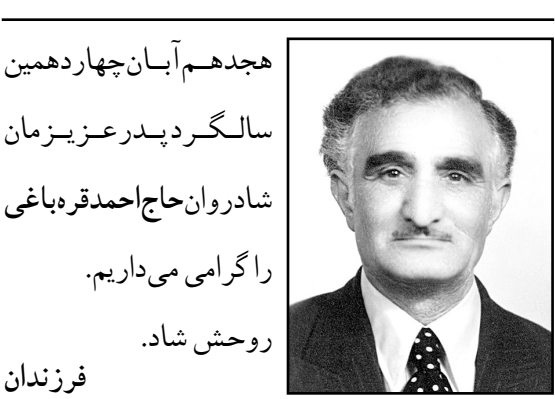 هجدهم آبان چهاردهمین
سالگرد پدر عزیزمان
شادروان حاج احمد قره‌باغی
را گرامی می‌داریم.
روحش شاد.
فرزندان